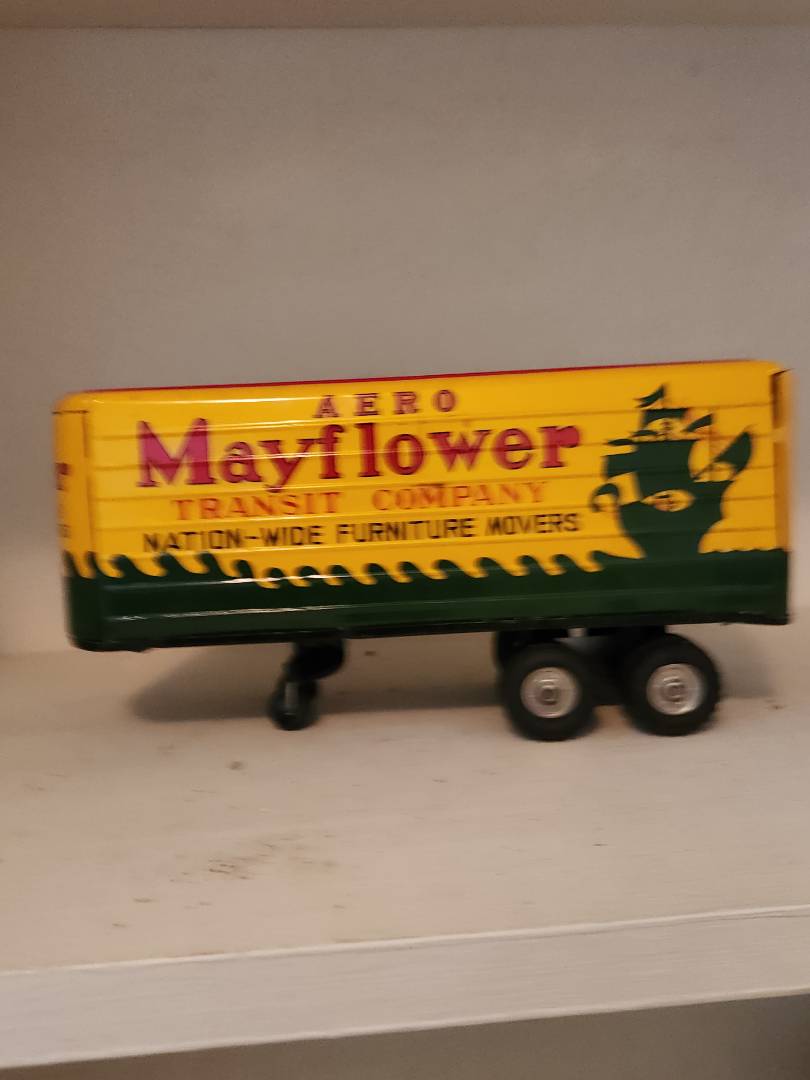 AERO
Mayflower
TRANSIT COMPANY
NATION-WIDE FURNITURE MOVERS